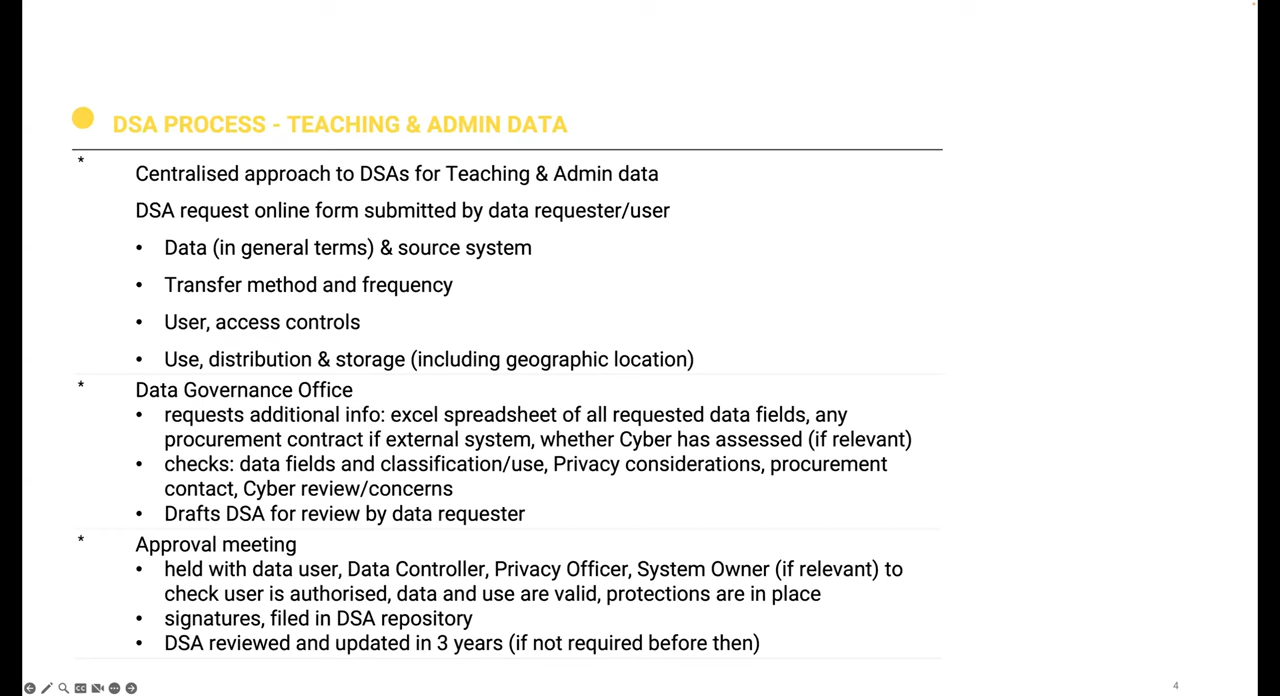 DSA PROCESS - TEACHING & ADMIN DATA
*
Centralised approach to DSAs for Teaching & Admin data
DSA request online form submitted by data requester/user
• Data (in general terms) & source system
• Transfer method and frequency
• User, access controls
• Use, distribution & storage (including geographic location)
*
Data Governance Office
• requests additional info: excel spreadsheet of all requested data fields, any
procurement contract if external system, whether Cyber has assessed (if relevant)
• checks: data fields and classification/use, Privacy considerations, procurement
contact, Cyber review/concerns
• Drafts DSA for review by data requester
*
Approval meeting
• held with data user, Data Controller, Privacy Officer, System Owner (if relevant) to
check user is authorised, data and use are valid, protections are in place
• signatures, filed in DSA repository
• DSA reviewed and updated in 3 years (if not required before then)
4